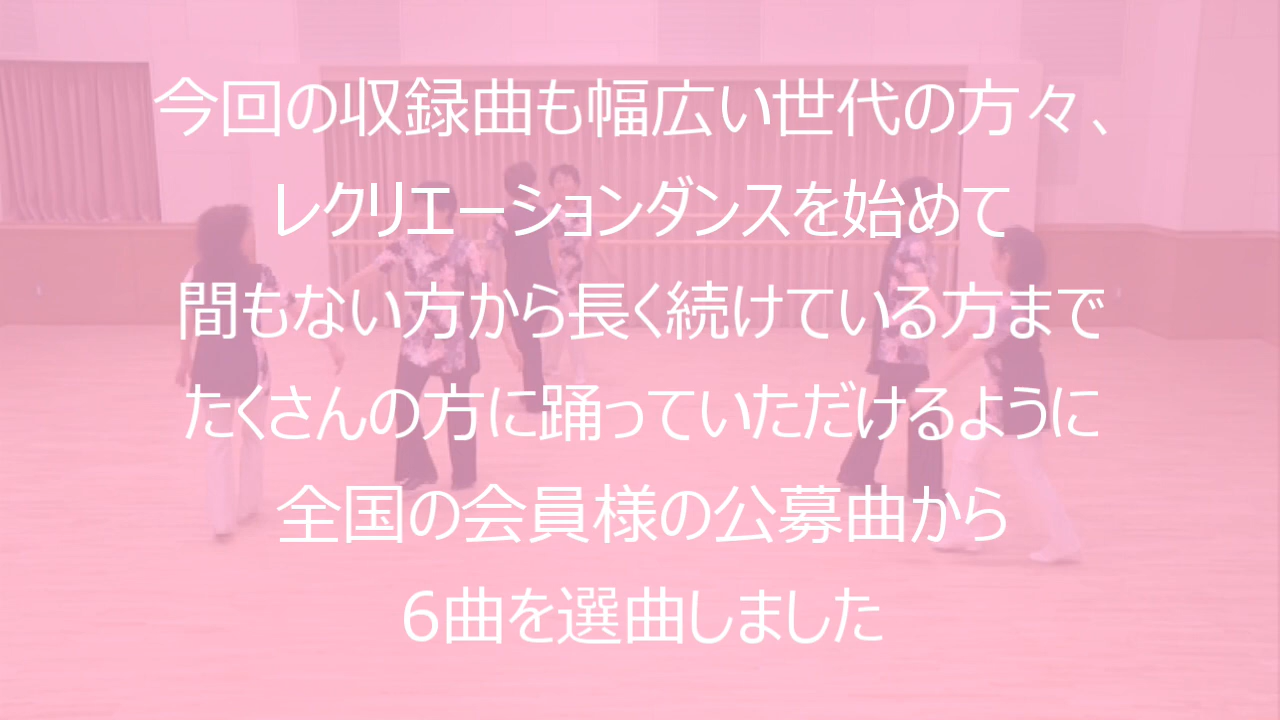 今回の収録曲も幅広い世代の方々、
レクリエーションダンスを始めて
間もない方から長く続けている方まで
たくさんの方に踊っていただけるように
全国の会員様の公募曲から
６曲を選曲しました